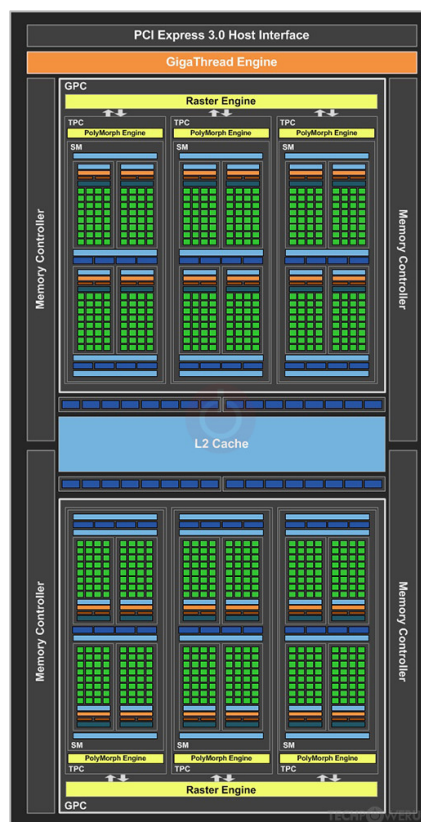 PCI Express 3.0 Host Interface
GigaThread Engine
GPC
Raster Engine
TPC TPC TPC
PolyMorph Engine PolyMorph Engine PolyMorph Engine
SM SM SM
Memory Controller
Memory Controller
L2 Cache
Memory Controller
Memory Controller
SM SM SM
PolyMorph Engine PolyMorph Engine PolyMorph Engine
TPC TPC TPC
Raster Engine
GPC
TECHPOWERUP